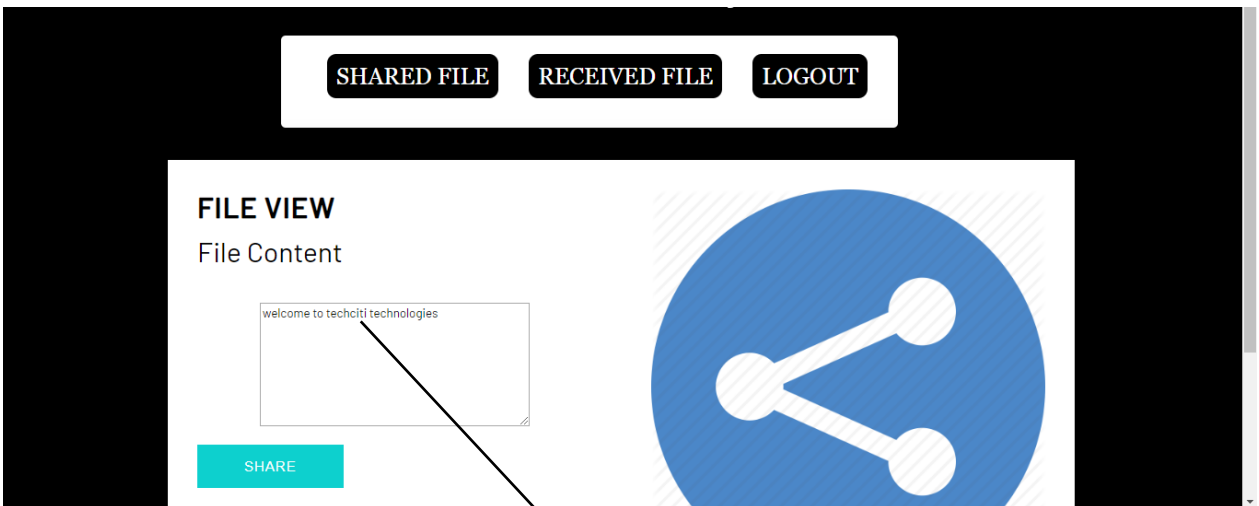 SHARED FILE RECEIVED FILE LOGOUT
FILE VIEW
File Content
welcome to techciti technologies
SHARE